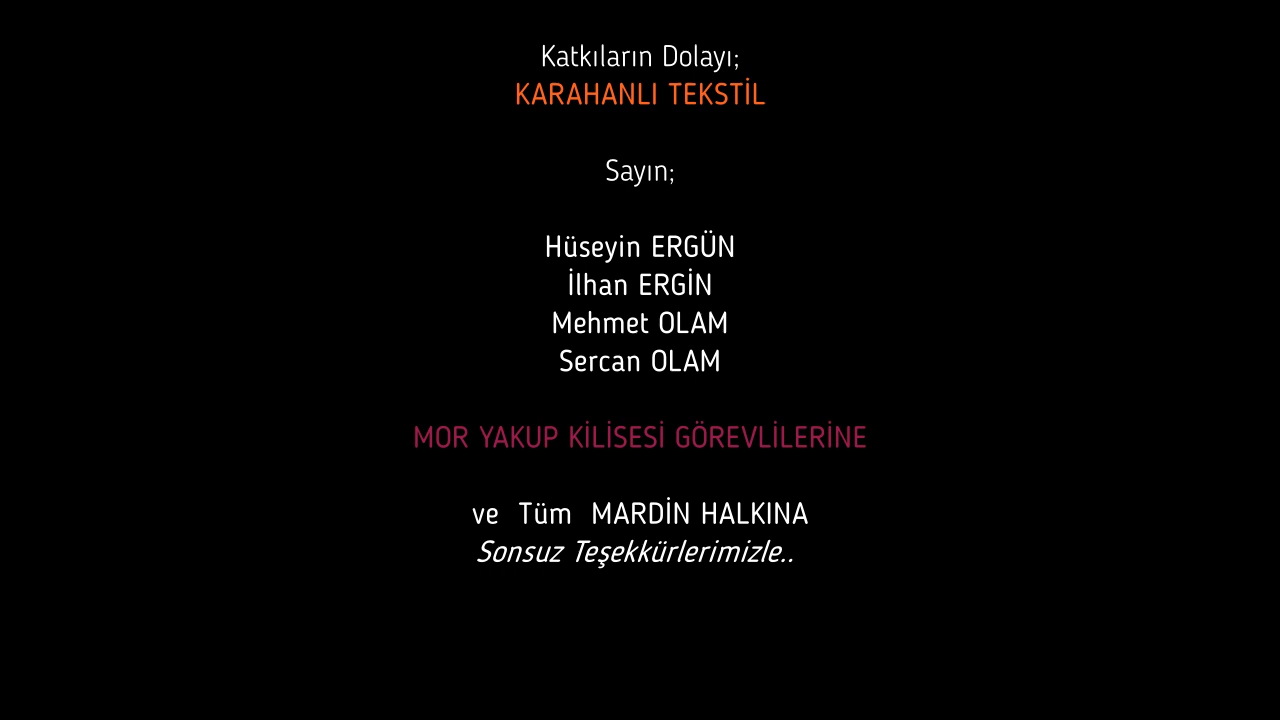 Katkıların Dolayı;
KARAHANLI TEKSTİL
Sayın;
Hüseyin ERGÜN
İlhan ERGİN
Mehmet OLAM
Sercan OLAM
MOR YAKUP KİLİSESİ GÖREVLİLERİNE
ve Tüm MARDİN HALKINA
Sonsuz Teşekkürlerimizle..